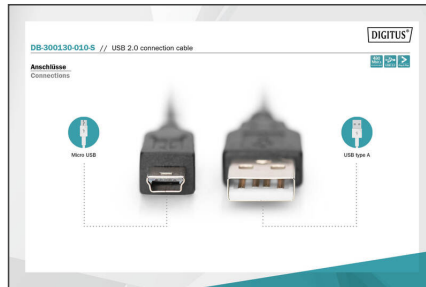 DIGITUS®
DB-300130-010-S // USB 2.0 connection cable
Anschlüsse
Connections
Micro USB
USB type A